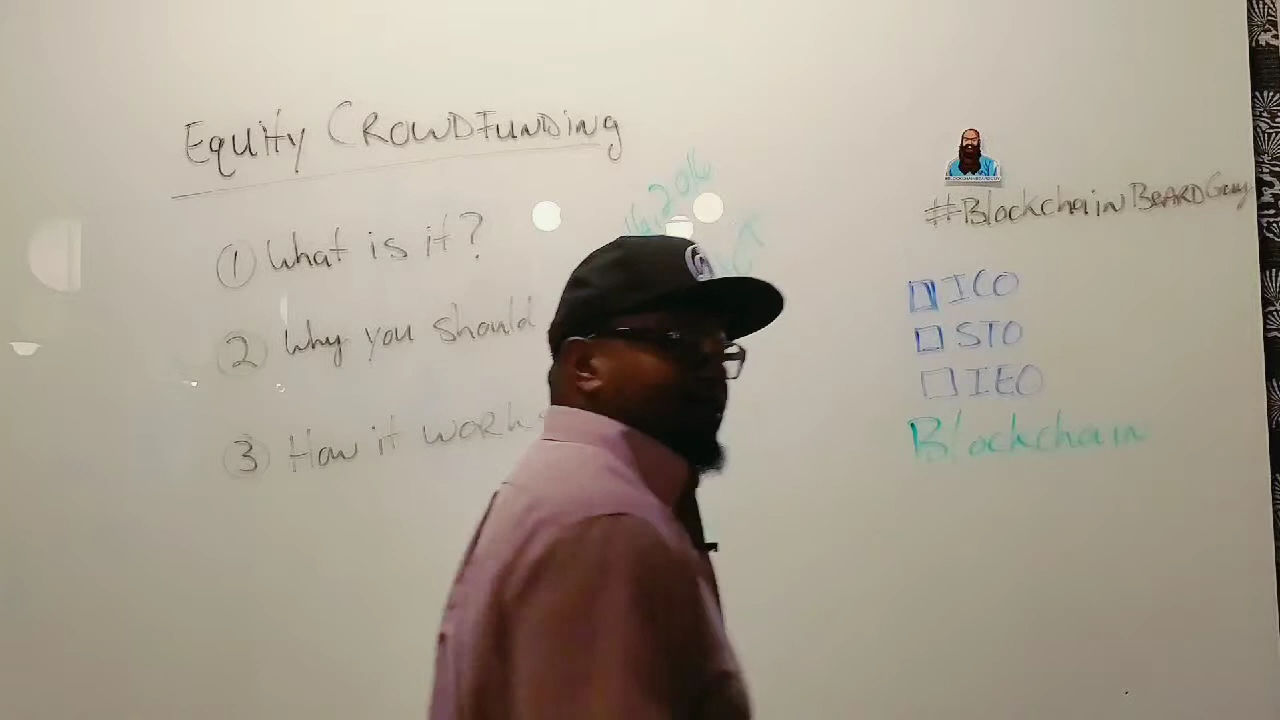 Equity CROWDFUNDING
① What is it?
② Why you should
③ How it works
2016
#BlockchainBEARDGuy
ICO
STO
IEO
Blockchain